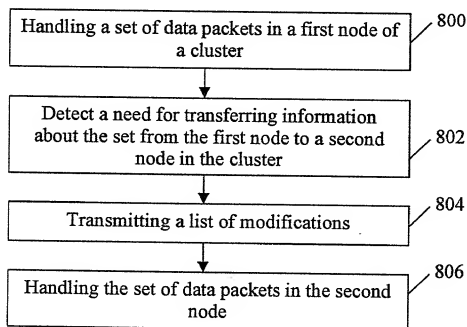 Handling a set of data packets in a first node of
a cluster
800
Detect a need for transferring information
about the set from the first node to a second
node in the cluster
802
Transmitting a list of modifications
804
Handling the set of data packets in the second
node
806